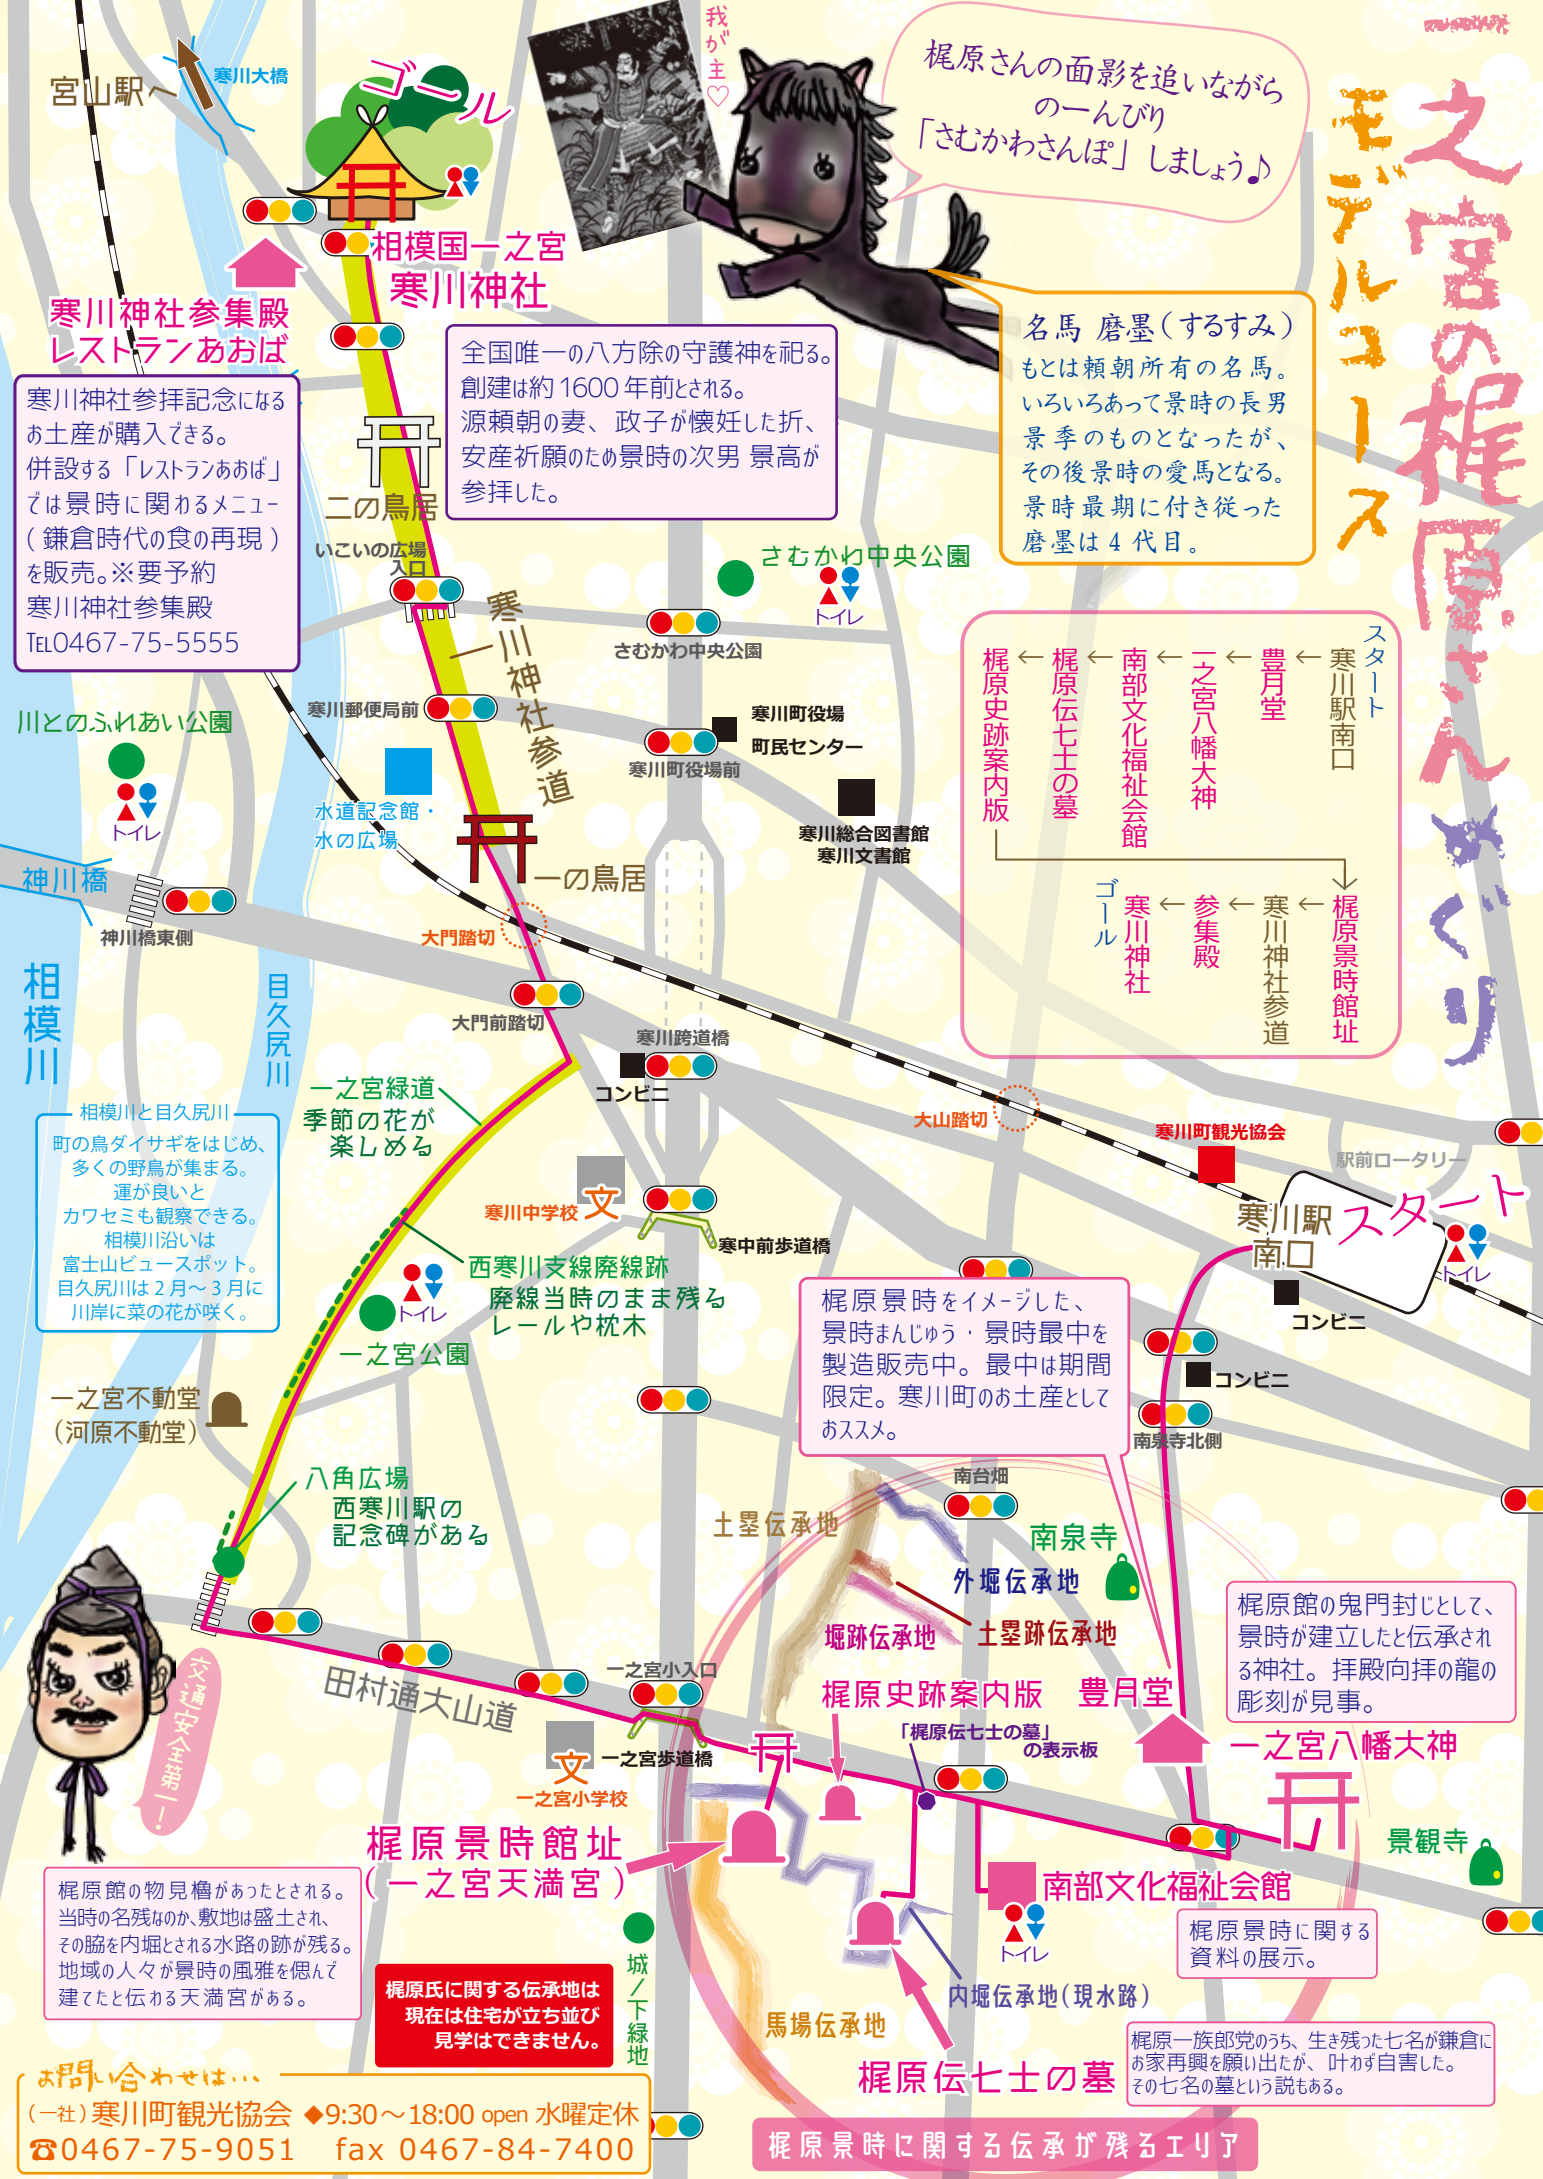 一之宮の梶原さん めぐり
モデルコース
我が主♡
梶原さんの面影を追いながら
のーんびり
「さむかわさんぽ」しましょう♪
名馬 磨墨(するすみ)
もとは頼朝所有の名馬。
いろいろあって景時の長男
景季のものとなったが、
その後景時の愛馬となる。
景時最期に付き従った
磨墨は4代目。
宮山駅へ
寒川大橋
ゴール
相模国一之宮
寒川神社
寒川神社参集殿
レストランあおば
寒川神社参拝記念になる
お土産が購入できる。
併設する「レストランあおば」
では景時に関わるメニュー
(鎌倉時代の食の再現)
を販売。※要予約
寒川神社参集殿
TEL0467-75-5555
全国唯一の八方除の守護神を祀る。
創建は約1600年前とされる。
源頼朝の妻、政子が懐妊した折、
安産祈願のため景時の次男 景高が
参拝した。
二の鳥居
いこいの広場
入口
さむかわ中央公園
トイレ
さむかわ中央公園
寒川神社参道
寒川郵便局前
寒川町役場
町民センター
寒川町役場前
川とのふれあい公園
トイレ
水道記念館・
水の広場
寒川総合図書館
寒川文書館
一の鳥居
神川橋
神川橋東側
大門踏切
大門前踏切
相模川
目久尻川
スタート
寒川駅南口
←
豊月堂
←
一之宮八幡大神
←
南部文化福祉会館
←
梶原伝七士の墓
←
梶原史跡案内版
梶原景時館址
←
寒川神社参道
←
参集殿
←
寒川神社
ゴール
寒川跨道橋
コンビニ
一之宮緑道
季節の花が
楽しめる
大山踏切
寒川町観光協会
駅前ロータリー
スタート
寒川駅
南口
トイレ
コンビニ
相模川と目久尻川
町の鳥ダイサギをはじめ、
多くの野鳥が集まる。
運が良いと
カワセミも観察できる。
相模川沿いは
富士山ビュースポット。
目久尻川は2月〜3月に
川岸に菜の花が咲く。
寒川中学校
文
寒中前歩道橋
西寒川支線廃線跡
廃線当時のまま残る
レールや枕木
トイレ
一之宮公園
梶原景時をイメージした、
景時まんじゅう・景時最中を
製造販売中。最中は期間
限定。寒川町のお土産として
おススメ。
コンビニ
南泉寺北側
一之宮不動堂
(河原不動堂)
八角広場
西寒川駅の
記念碑がある
南台畑
土塁伝承地
南泉寺
外堀伝承地
堀跡伝承地
土塁跡伝承地
梶原館の鬼門封じとして、
景時が建立したと伝承され
る神社。拝殿向拝の龍の
彫刻が見事。
交通安全第一!
田村通大山道
一之宮小入口
梶原史跡案内版
豊月堂
「梶原伝七士の墓」
の表示板
一之宮八幡大神
文
一之宮歩道橋
一之宮小学校
梶原景時館址
(一之宮天満宮)
景観寺
南部文化福祉会館
トイレ
梶原景時に関する
資料の展示。
梶原館の物見櫓があったとされる。
当時の名残なのか、敷地は盛土され、
その脇を内堀とされる水路の跡が残る。
地域の人々が景時の風雅を偲んで
建てたと伝わる天満宮がある。
梶原氏に関する伝承地は
現在は住宅が立ち並び
見学はできません。
城ノ下緑地
馬場伝承地
内堀伝承地(現水路)
梶原伝七士の墓
梶原一族郎党のうち、生き残った七名が鎌倉に
お家再興を願い出たが、叶わず自害した。
その七名の墓という説もある。
お問い合わせは…
(一社)寒川町観光協会 ◆9:30〜18:00 open 水曜定休
☎0467-75-9051 fax 0467-84-7400
梶原景時に関する伝承が残るエリア